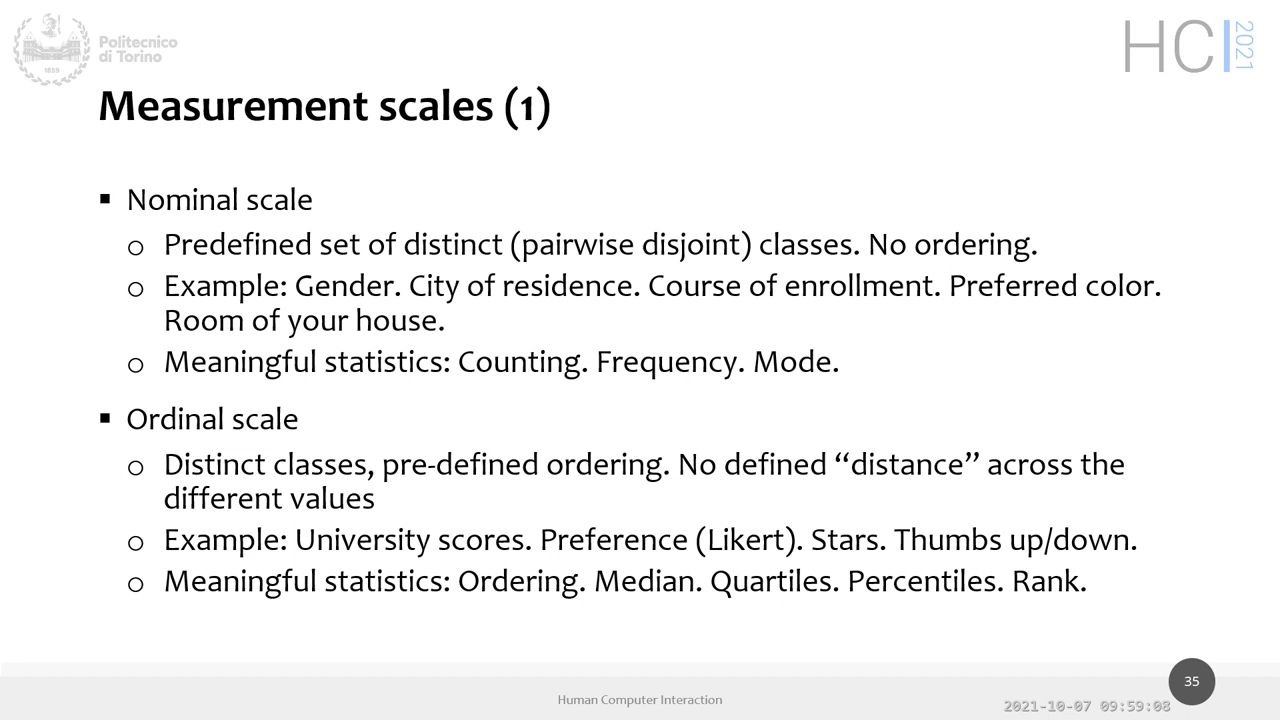 Politecnico
di Torino
1859
HCI
2021
Measurement scales (1)
▪ Nominal scale
o Predefined set of distinct (pairwise disjoint) classes. No ordering.
o Example: Gender. City of residence. Course of enrollment. Preferred color.
Room of your house.
o Meaningful statistics: Counting. Frequency. Mode.
▪ Ordinal scale
o Distinct classes, pre-defined ordering. No defined “distance” across the
different values
o Example: University scores. Preference (Likert). Stars. Thumbs up/down.
o Meaningful statistics: Ordering. Median. Quartiles. Percentiles. Rank.
35
Human Computer Interaction
2021-10-07 09:59:08